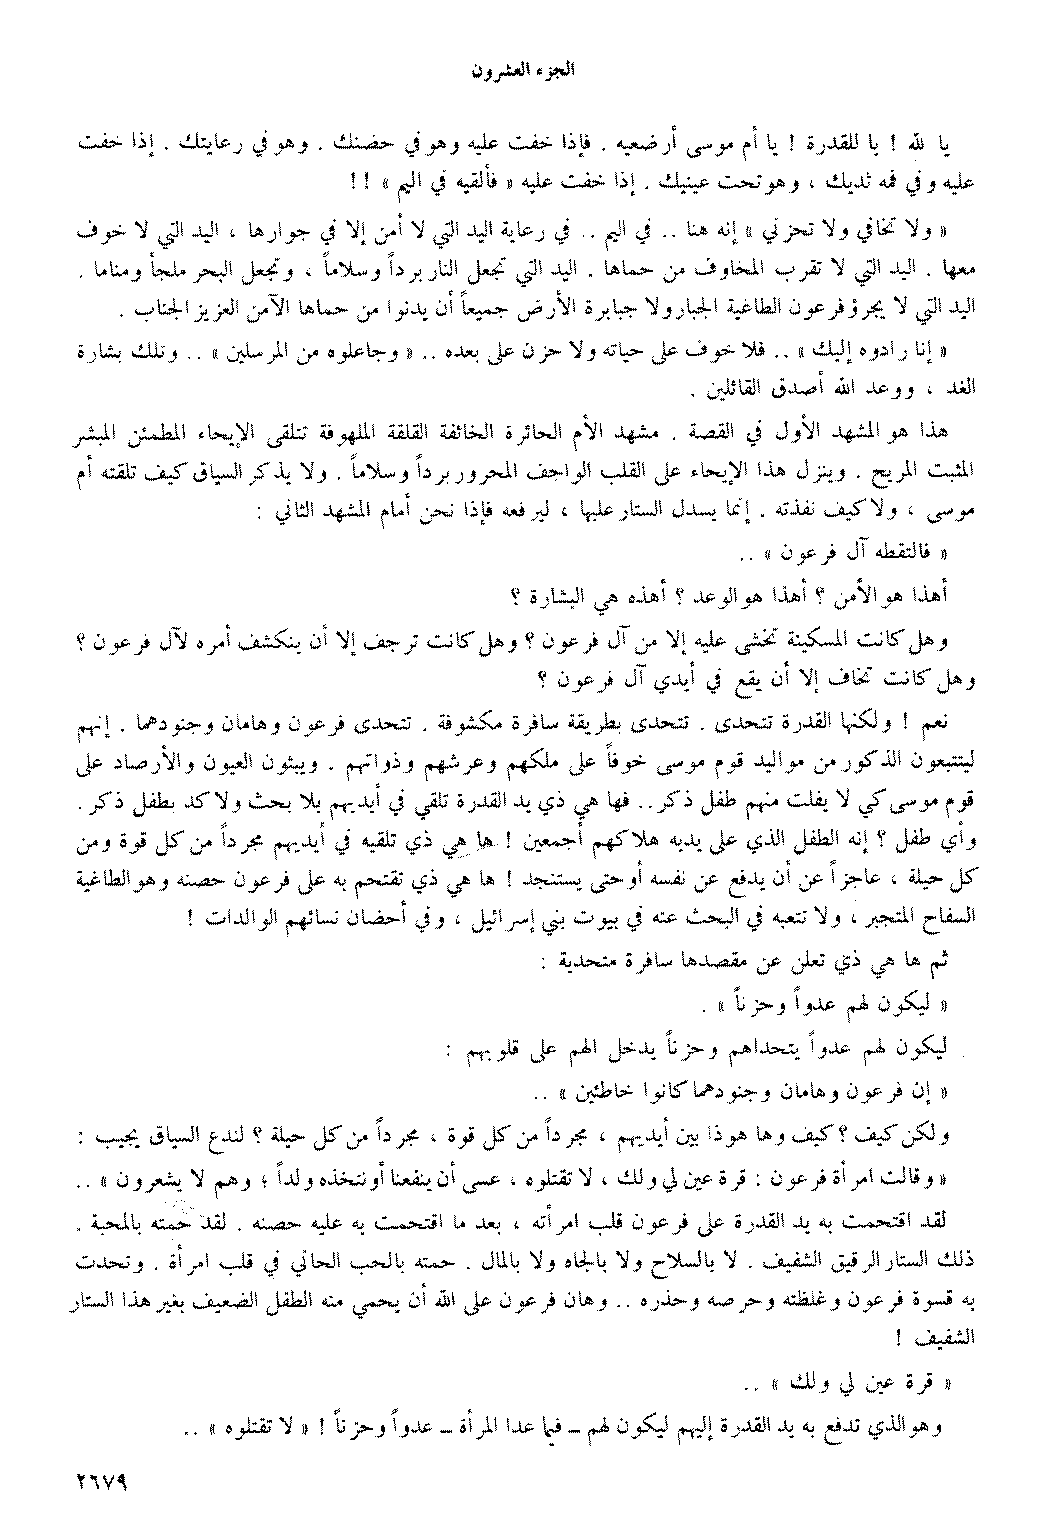 الجزء العشرون
يا لله ! يا للقدرة ! يا أم موسى أرضعيه . فإذا خفت عليه وهو في حضنك . وهو في رعايتك . إذا خفت
عليه وفي فمه ثديك ، وهو تحت عينيك . إذا خفت عليه « فألقيه في اليم » ! !
« ولا تخافي ولا تحزني » إنه هنا .. في اليم .. في رعاية اليد التي لا أمن إلا في جوارها ، اليد التي لا خوف
معها . اليد التي لا تقرب المخاوف من حماها . اليد التي تجعل النار برداً وسلاماً ، وتجعل البحر ملجأ ومناما .
اليد التي لا يجرؤ فرعون الطاغية الجبار ولا جبابرة الأرض جميعاً أن يدنوا من حماها الآمن العزيز الجناب .
« إنا رادوه إليك » .. فلا خوف على حياته ولا حزن على بعده .. « وجاعلوه من المرسلين » .. وتلك بشارة
الغد ، ووعد الله أصدق القائلين .
هذا هو المشهد الأول في القصة . مشهد الأم الحائرة الخائفة القلقة الملهوفة تتلقى الإيحاء المطمئن المبشر
المثبت المريح . وينزل هذا الإيحاء على القلب الواجف المحرور برداً وسلاماً . ولا يذكر السياق كيف تلقته أم
موسى ، ولا كيف نفذته . إنما يسدل الستار عليها ، ليرفعه فإذا نحن أمام المشهد الثاني :
« فالتقطه آل فرعون » ..
أهذا هو الأمن ؟ أهذا هو الوعد ؟ أهذه هي البشارة ؟
وهل كانت المسكينة تخشى عليه إلا من آل فرعون ؟ وهل كانت ترجف إلا أن ينكشف أمره لآل فرعون ؟
وهل كانت تخاف إلا أن يقع في أيدي آل فرعون ؟
نعم ! ولكنها القدرة تتحدى . تتحدى بطريقة سافرة مكشوفة . تتحدى فرعون وهامان وجنودهما . إنهم
ليتتبعون الذكور من مواليد قوم موسى خوفاً على ملكهم وعرشهم وذواتهم . ويبثون العيون والأرصاد على
قوم موسى كي لا يفلت منهم طفل ذكر.. فها هي ذي يد القدرة تلقي في أيديهم بلا بحث ولا كد بطفل ذكر .
وأي طفل ؟ إنه الطفل الذي على يديه هلاكهم أجمعين ! ها هي ذي تلقيه في أيديهم مجرداً من كل قوة ومن
كل حيلة ، عاجزاً عن أن يدفع عن نفسه أو حتى يستنجد ! ها هي ذي تقتحم به على فرعون حصنه وهو الطاغية
السفاح المتجبر ، ولا تتعبه في البحث عنه في بيوت بني إسرائيل ، وفي أحضان نسائهم الوالدات !
ثم ها هي ذي تعلن عن مقصدها سافرة متحدية :
« ليكون لهم عدواً وحزناً » .
ليكون لهم عدواً يتحداهم وحزناً يدخل الهم على قلوبهم :
« إن فرعون وهامان وجنودهما كانوا خاطئين » ..
ولكن كيف ؟ كيف وها هو ذا بين أيديهم ، مجرداً من كل قوة ، مجرداً من كل حيلة ؟ لندع السياق يجيب :
« وقالت امرأة فرعون : قرة عين لي ولك ، لا تقتلوه ، عسى أن ينفعنا أو نتخذه ولداً ؛ وهم لا يشعرون » ..
لقد اقتحمت به يد القدرة على فرعون قلب امرأته ، بعد ما اقتحمت به عليه حصنه . لقد حمته بالمحبة .
ذلك الستار الرقيق الشفيف . لا بالسلاح ولا بالجاه ولا بالمال . حمته بالحب الحاني في قلب امرأة . وتحدت
به قسوة فرعون وغلظته وحرصه وحذره .. وهان فرعون على الله أن يحمي منه الطفل الضعيف بغير هذا الستار
الشفيف !
« قرة عين لي ولك » ..
وهو الذي تدفع به يد القدرة إليهم ليكون لهم – فيما عدا المرأة – عدواً وحزناً ! « لا تقتلوه » ..
٢٦٧٩